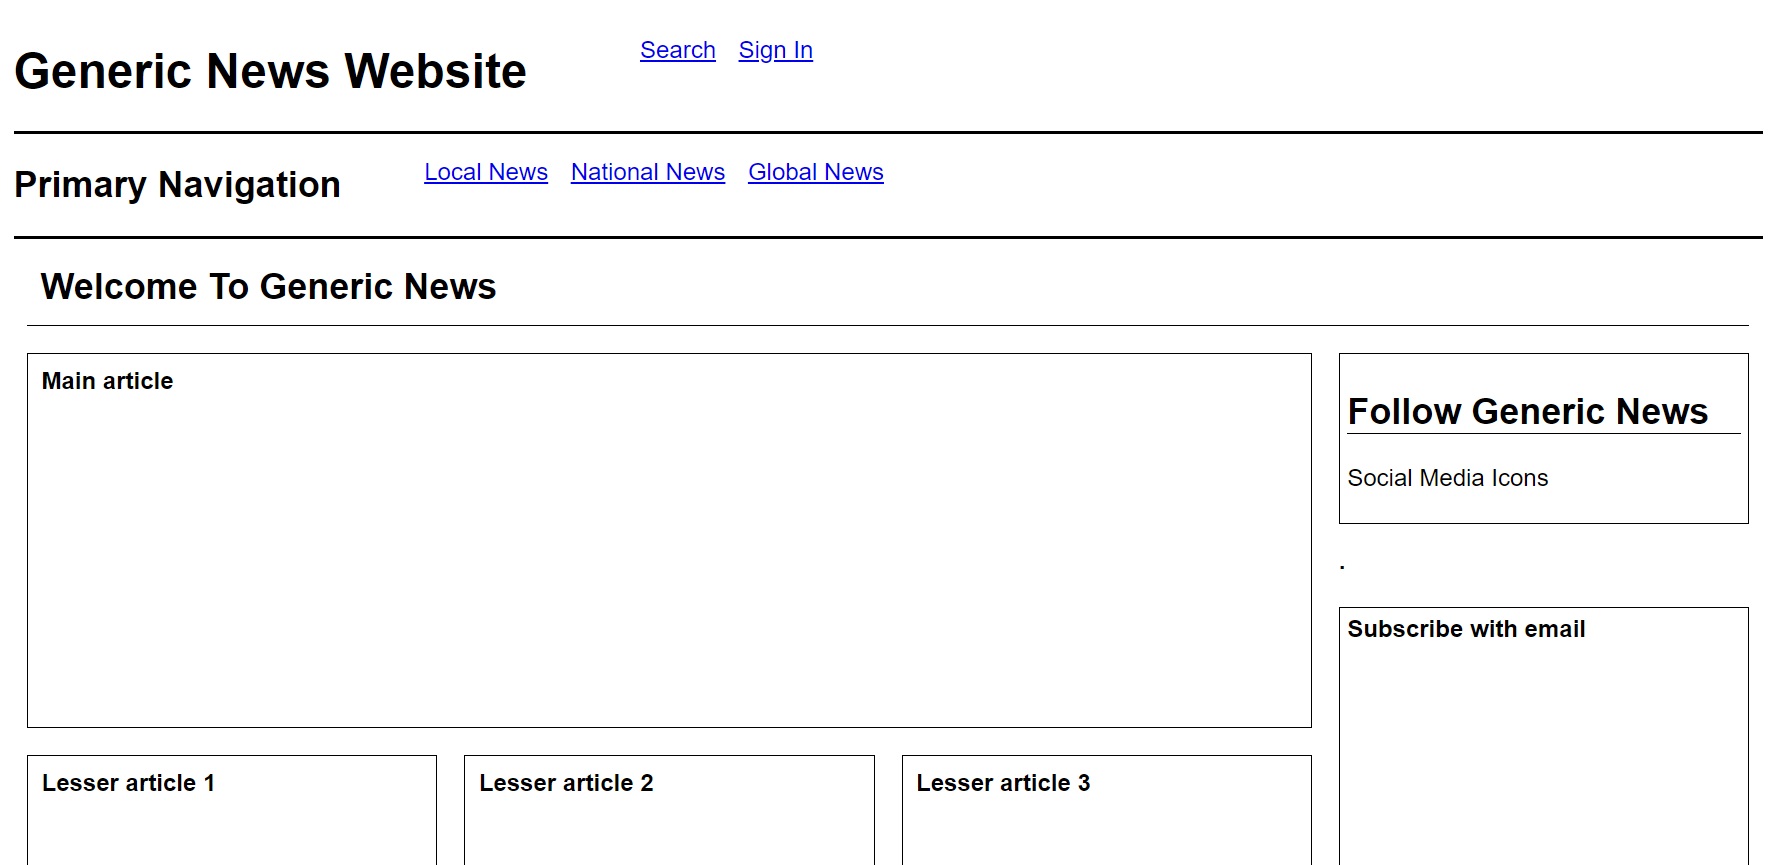 Generic News Website
Search Sign In
Primary Navigation
Local News National News Global News
Welcome To Generic News
Main article
Follow Generic News
Social Media Icons
.
Subscribe with email
Lesser article 1
Lesser article 2
Lesser article 3